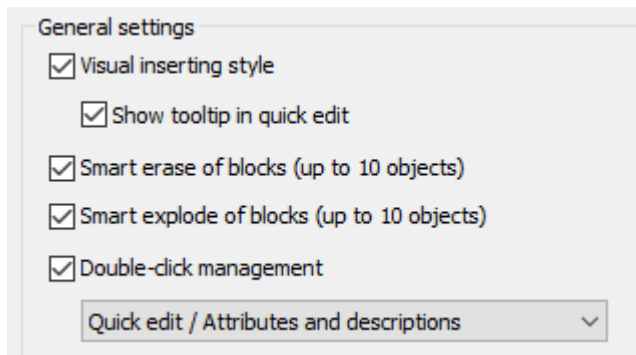 General settings
Visual inserting style
Show tooltip in quick edit
Smart erase of blocks (up to 10 objects)
Smart explode of blocks (up to 10 objects)
Double-click management
Quick edit / Attributes and descriptions